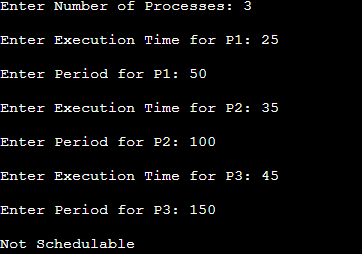 Enter Number of Processes: 3
Enter Execution Time for P1: 25
Enter Period for P1: 50
Enter Execution Time for P2: 35
Enter Period for P2: 100
Enter Execution Time for P3: 45
Enter Period for P3: 150
Not Schedulable